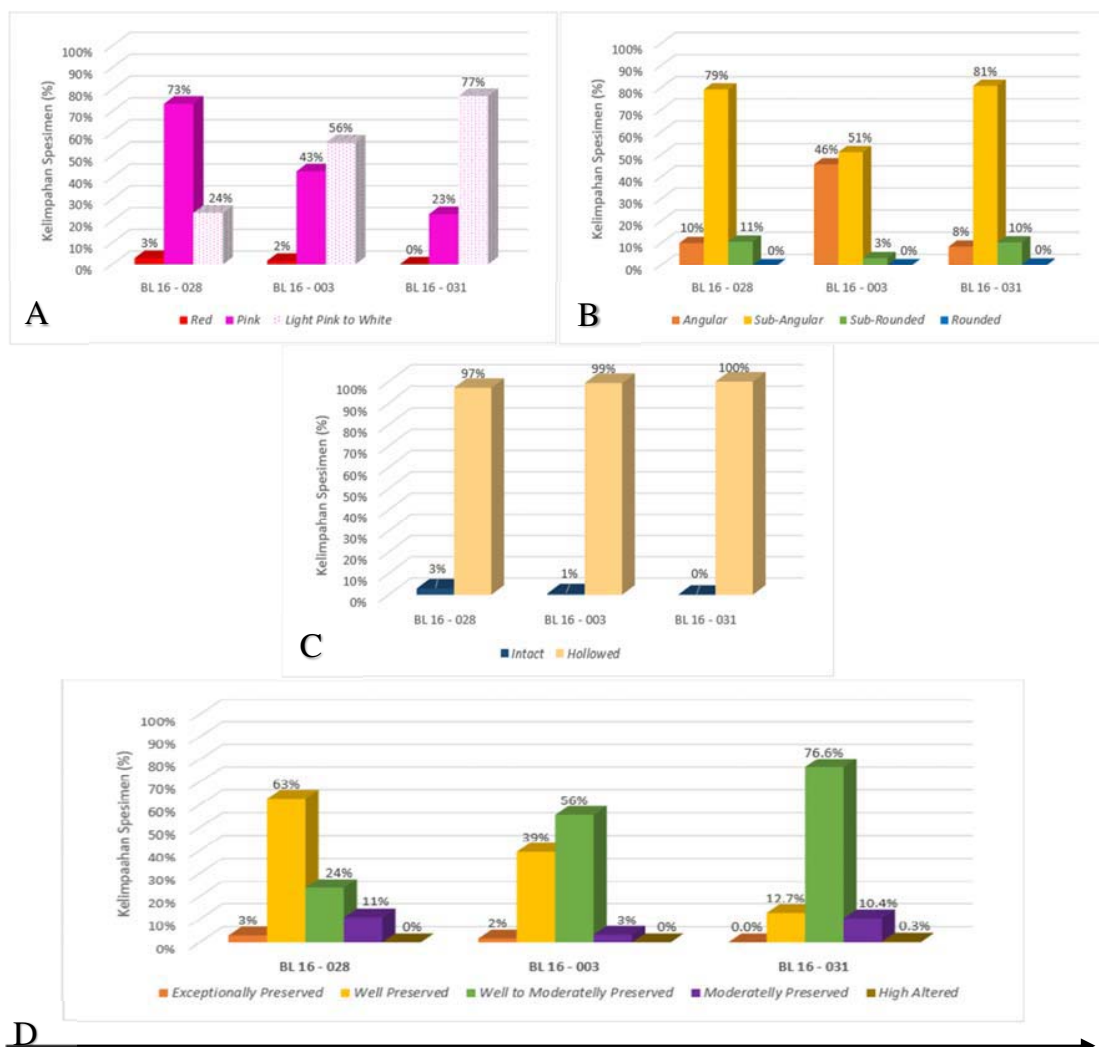 100%
90%
80%
70%
60%
50%
40%
30%
20%
10%
0%
Kelimpahan Spesimen (%)
3% 73% 24%
2% 43% 56%
0% 23% 77%
BL 16 - 028 BL 16 - 003 BL 16 - 031
Red Pink Light Pink to White
A
100%
90%
80%
70%
60%
50%
40%
30%
20%
10%
0%
Kelimpahan Spesimen (%)
10% 79% 11% 0%
46% 51% 3% 0%
8% 81% 10% 0%
BL 16 - 028 BL 16 - 003 BL 16 - 031
Angular Sub-Angular Sub-Rounded Rounded
B
100%
90%
80%
70%
60%
50%
40%
30%
20%
10%
0%
Kelimpahan Spesimen (%)
3% 97%
1% 99%
0% 100%
BL 16 - 028 BL 16 - 003 BL 16 - 031
Intact Hollowed
C
100%
90%
80%
70%
60%
50%
40%
30%
20%
10%
0%
Kelimpaahan Spesimen (%)
3% 63% 24% 11% 0%
2% 39% 56% 3% 0%
0.0% 12.7% 76.6% 10.4% 0.3%
BL 16 - 028 BL 16 - 003 BL 16 - 031
Exceptionally Preserved Well Preserved Well to Moderatelly Preserved Moderatelly Preserved High Altered
D